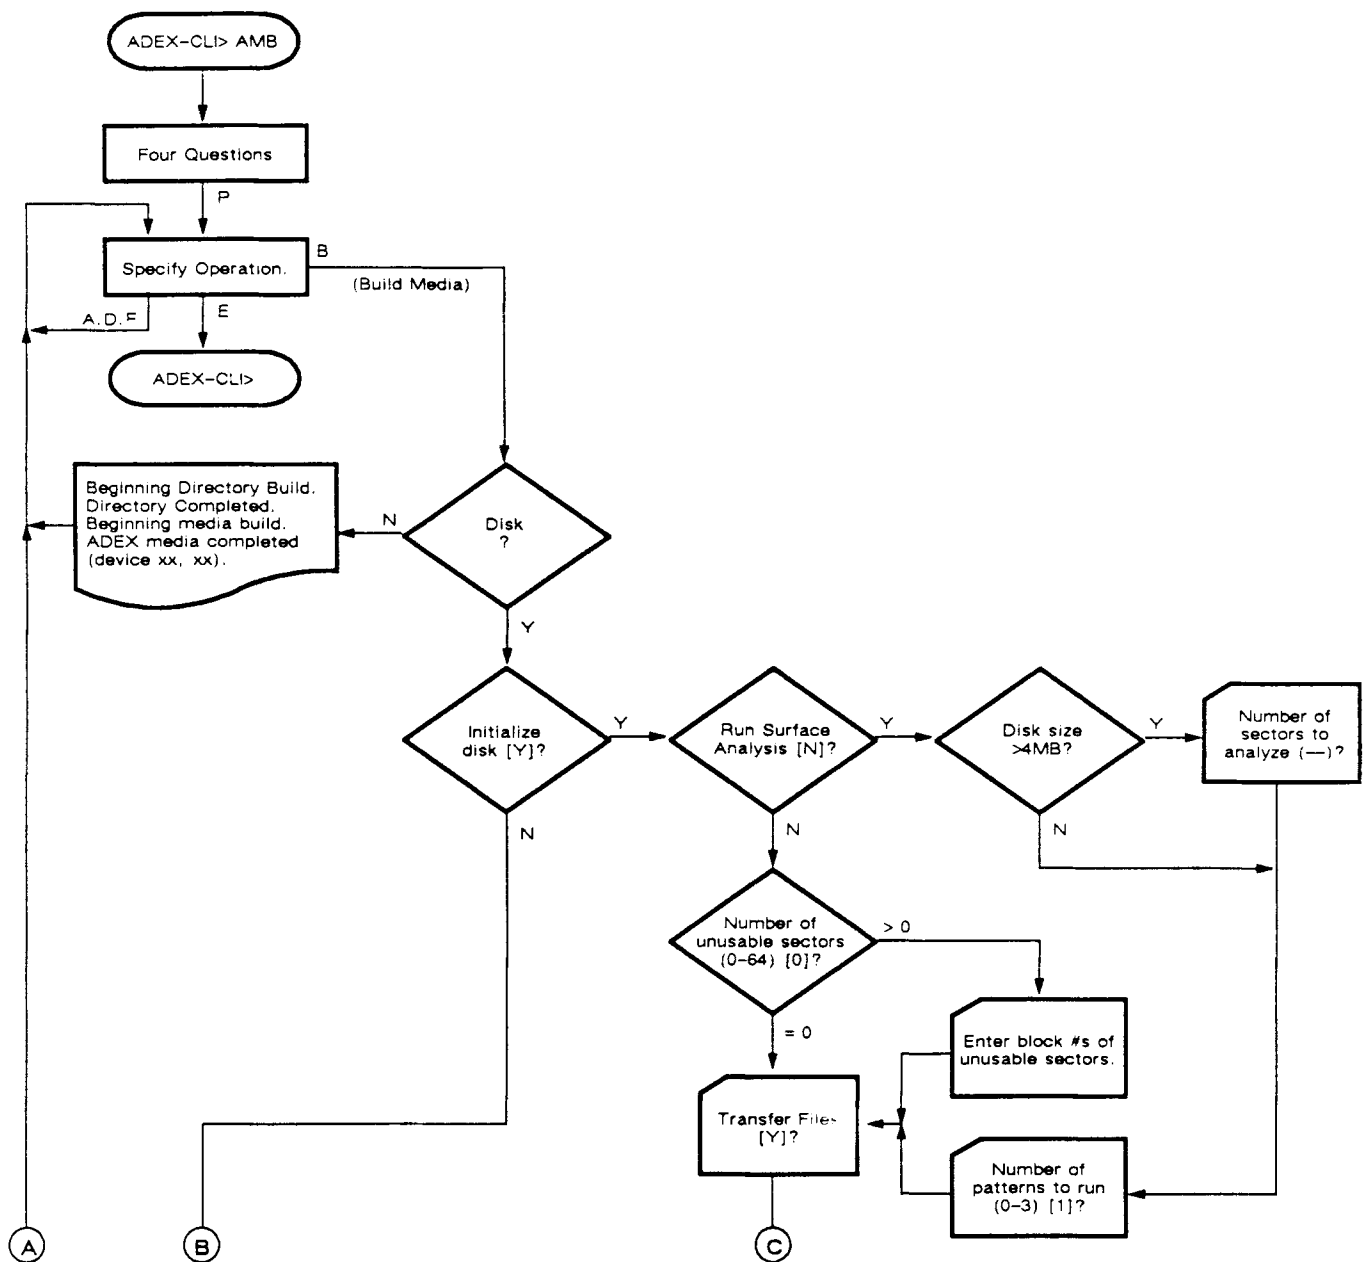 ADEX-CLI> AMB
Four Questions
P
Specify Operation.
B
(Build Media)
A.D.F
E
ADEX-CLI>
Beginning Directory Build.
Directory Completed.
Beginning media build.
ADEX media completed
(device xx, xx).
N
Disk
?
Y
Initialize
disk [Y]?
Y
Run Surface
Analysis [N]?
Y
Disk size
>4MB?
Y
Number of
sectors to
analyze (—)?
N
N
N
Number of
unusable sectors
(0-64) [0]?
> 0
= 0
Enter block #s of
unusable sectors.
Transfer Files
[Y]?
Number of
patterns to run
(0-3) [1]?
A
B
C